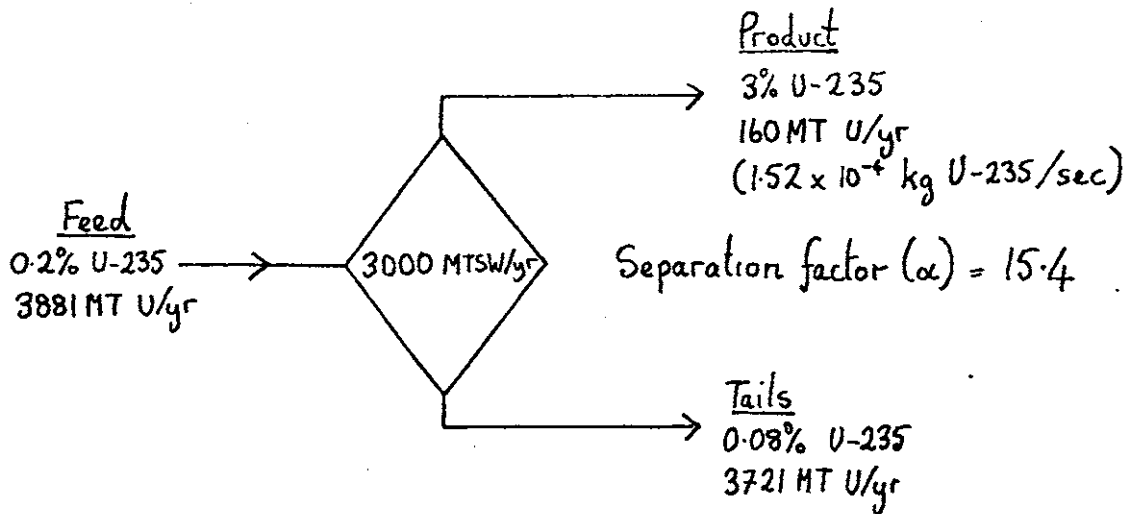 Product
3% U-235
160 MT U/yr
(1.52 x 10⁻⁴ kg U-235/sec)
Feed
0.2% U-235
3881 MT U/yr
3000 MTSW/yr
Separation factor (α) = 15.4
Tails
0.08% U-235
3721 MT U/yr